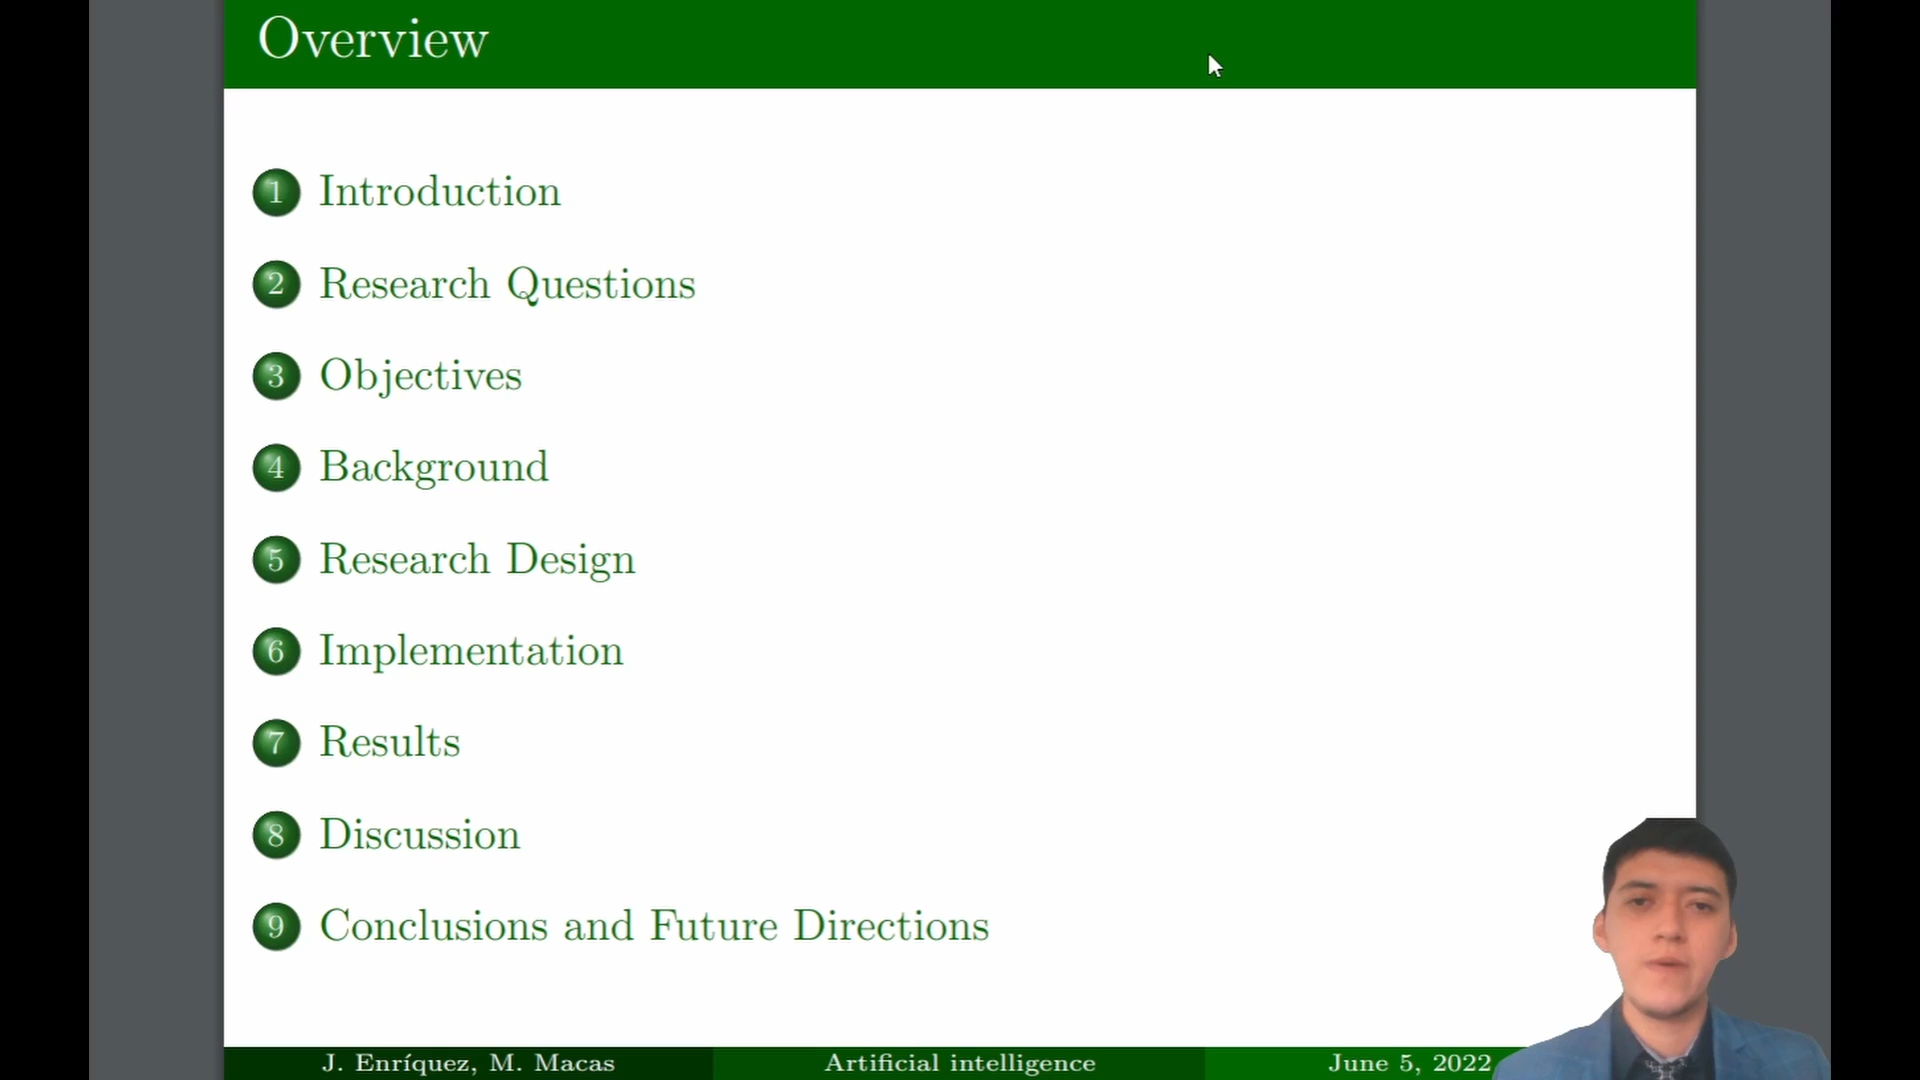 Overview
1 Introduction
2 Research Questions
3 Objectives
4 Background
5 Research Design
6 Implementation
7 Results
8 Discussion
9 Conclusions and Future Directions
J. Enríquez, M. Macas Artificial intelligence June 5, 2022